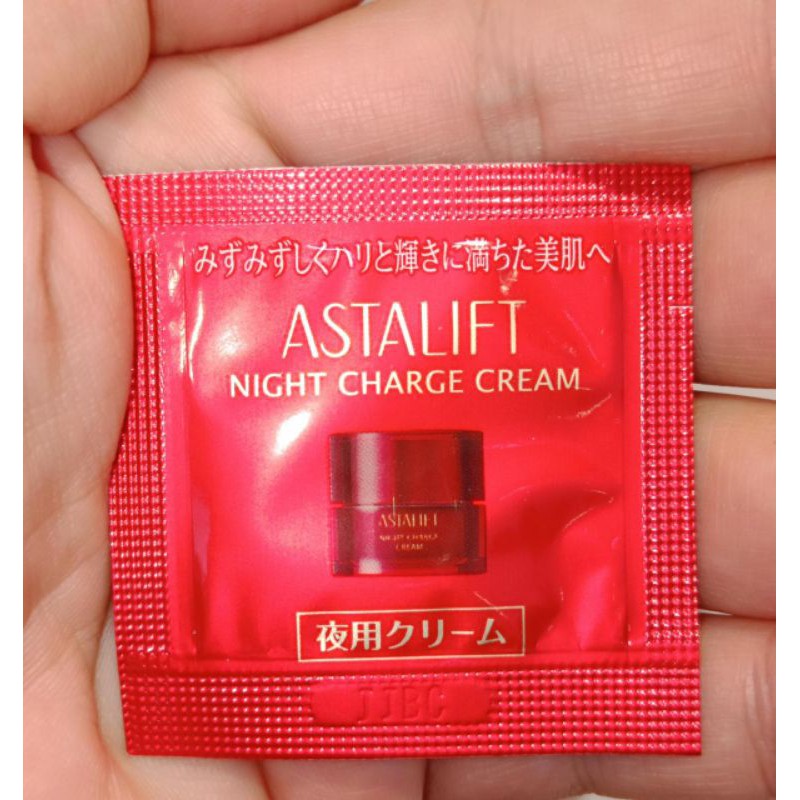 みずみずしくハリと輝きに満ちた美肌へ
ASTALIFT
NIGHT CHARGE CREAM
ASTALIFT
NIGHT CHARGE
CREAM
夜用クリーム
JJBC